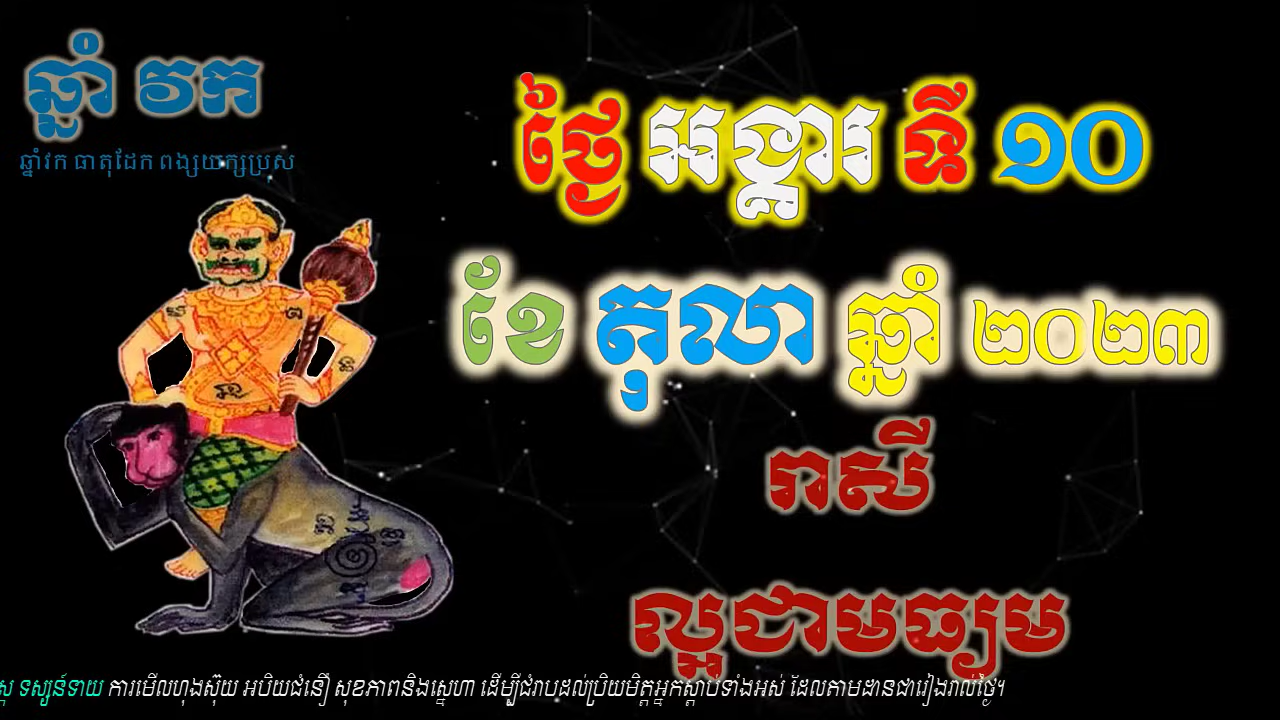 ឆ្នាំ វក
ឆ្នាំវក ធាតុដែក ពង្សយក្សប្រុស
ថ្ងៃ អង្គារ ទី ១០
ខែ តុលា ឆ្នាំ ២០២៣
រាសី
ល្អជាមធ្យម
ទស្សន៍ទាយ ការមើលហុងស៊ុយ អបិយជំនឿ សុខភាពនិងស្នេហា ដើម្បីជំរាបដល់ប្រិយមិត្តអ្នកស្តាប់ទាំងអស់ ដែលតាមដានជារៀងរាល់ថ្ងៃ។